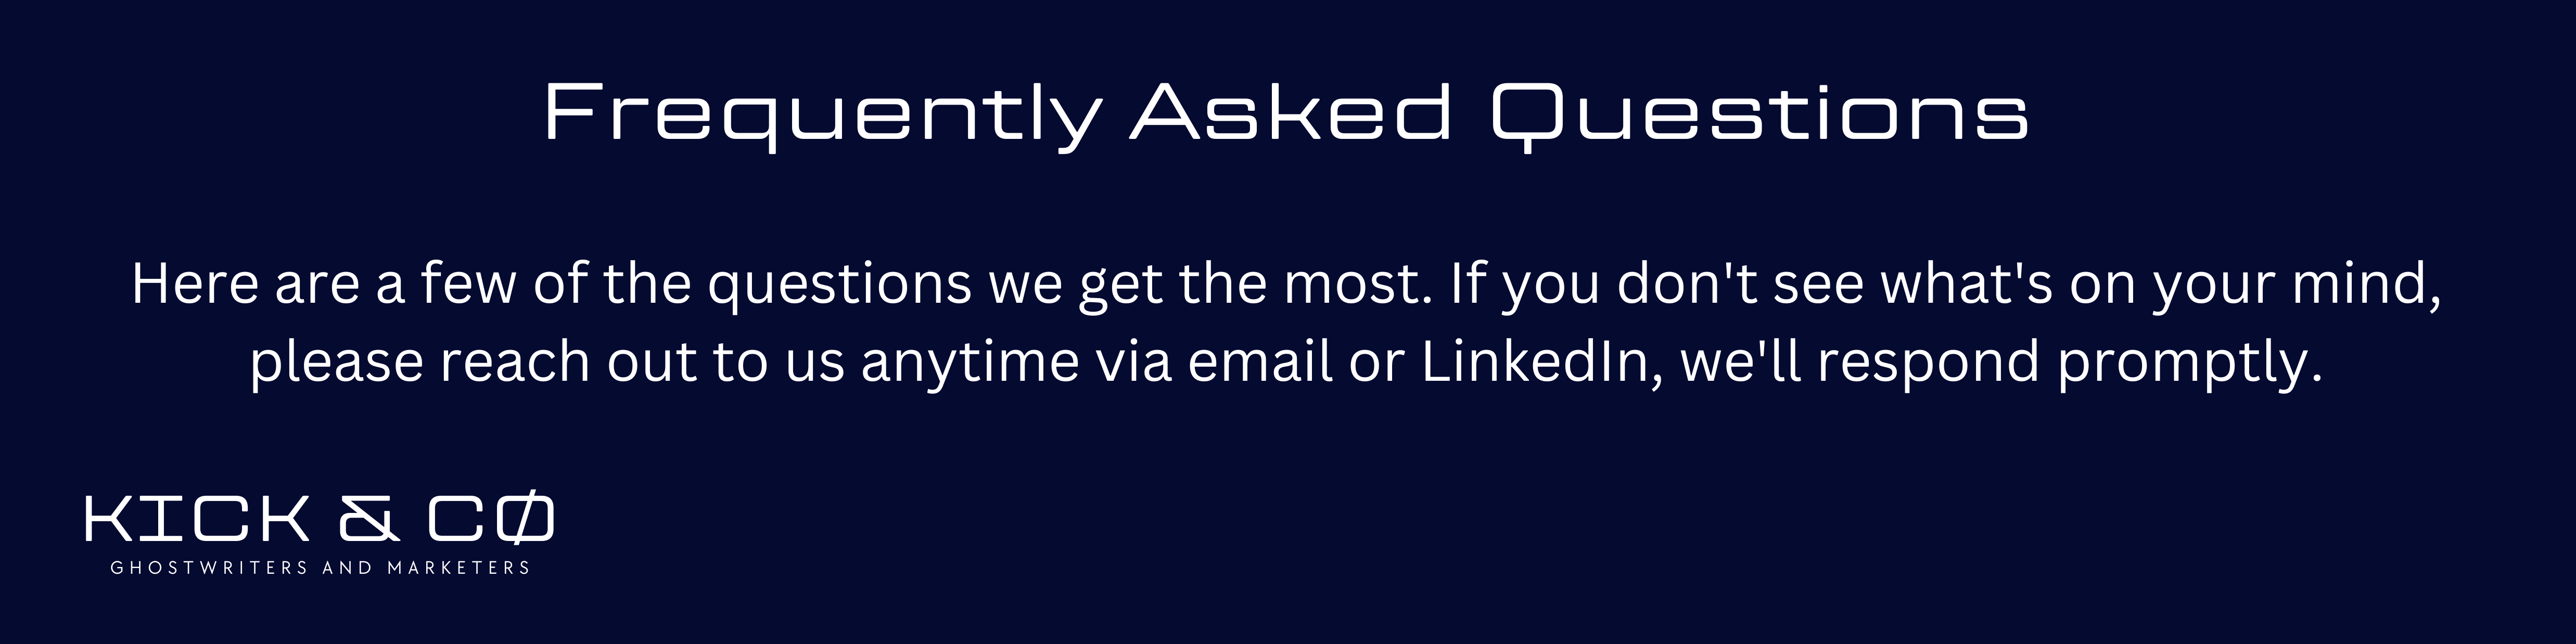 Frequently Asked Questions
Here are a few of the questions we get the most. If you don't see what's on your mind,
please reach out to us anytime via email or LinkedIn, we'll respond promptly.
KICK & CØ
GHOSTWRITERS AND MARKETERS